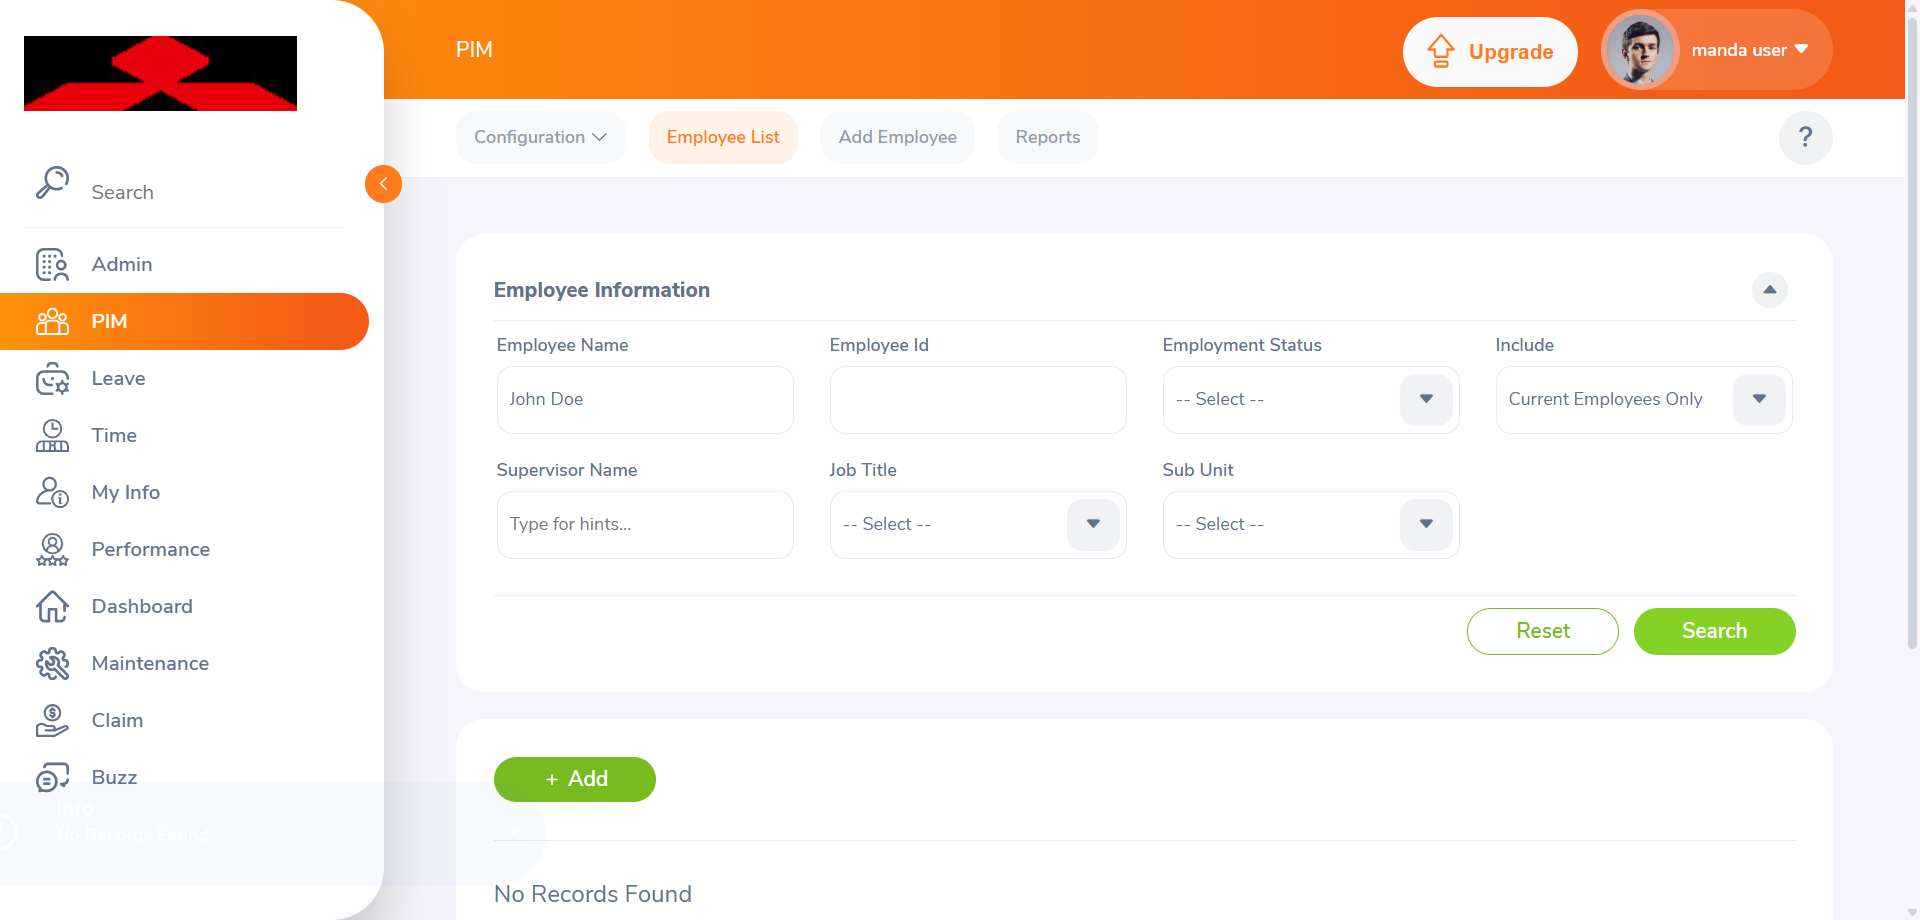 PIM
Upgrade
manda user
Search
Configuration
Employee List
Add Employee
Reports
?
Admin
PIM
Leave
Time
My Info
Performance
Dashboard
Maintenance
Claim
Buzz
Info
No Records Found
Employee Information
Employee Name
Employee Id
Employment Status
Include
John Doe
-- Select --
Current Employees Only
Supervisor Name
Job Title
Sub Unit
Type for hints...
-- Select --
-- Select --
Reset
Search
+ Add
No Records Found